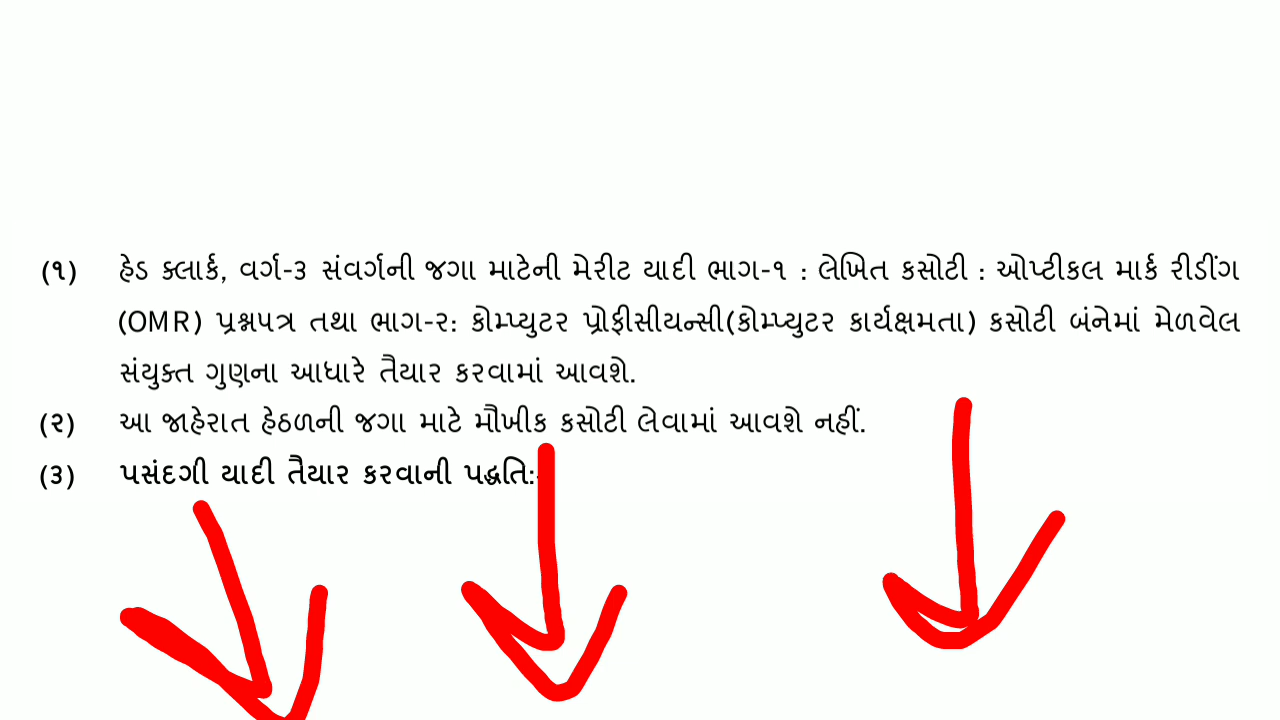 (૧) હેડ ક્લાર્ક, વર્ગ-૩ સંવર્ગની જગા માટેની મેરીટ યાદી ભાગ-૧ : લેખિત કસોટી : ઓપ્ટીકલ માર્ક રીડીંગ
(OMR) પ્રશ્નપત્ર તથા ભાગ-૨: કોમ્પ્યુટર પ્રોફીસીયન્સી(કોમ્પ્યુટર કાર્યક્ષમતા) કસોટી બંનેમાં મેળવેલ
સંયુક્ત ગુણના આધારે તૈયાર કરવામાં આવશે.
(૨) આ જાહેરાત હેઠળની જગા માટે મૌખીક કસોટી લેવામાં આવશે નહીં.
(૩) પસંદગી યાદી તૈયાર કરવાની પદ્ધતિ:-